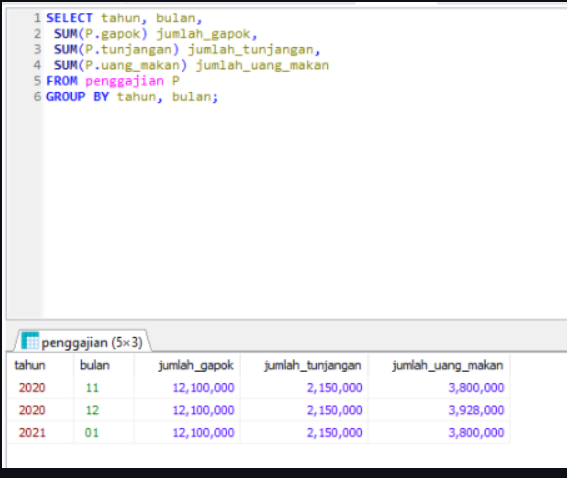 1 SELECT tahun, bulan,
2 SUM(P.gapok) jumlah_gapok,
3 SUM(P.tunjangan) jumlah_tunjangan,
4 SUM(P.uang_makan) jumlah_uang_makan
5 FROM penggajian P
6 GROUP BY tahun, bulan;
penggajian (5×3)
tahun bulan jumlah_gapok jumlah_tunjangan jumlah_uang_makan
2020 11 12,100,000 2,150,000 3,800,000
2020 12 12,100,000 2,150,000 3,928,000
2021 01 12,100,000 2,150,000 3,800,000